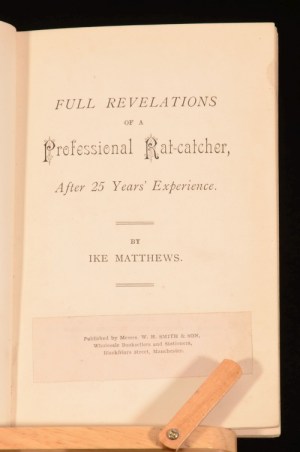 FULL REVELATIONS
OF A
Professional Rat-catcher,
After 25 Years' Experience.
BY
IKE MATTHEWS.
Published by Messrs. W. H. SMITH & SON,
Wholesale Booksellers and Stationers,
Blackfriars street, Manchester.